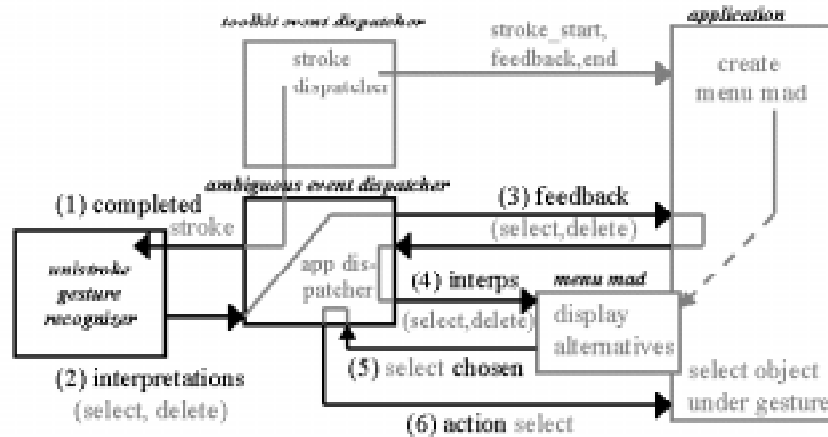 toolkit event dispatcher
application
stroke
dispatcher
stroke_start,
feedback,end
create
menu mad
ambiguous event dispatcher
(1) completed
stroke
(3) feedback
(select,delete)
unistroke
gesture
recognizer
app dis-
patcher
(4) interps
(select,delete)
menu mad
display
alternatives
(2) interpretations
(select, delete)
(5) select chosen
select object
under gesture
(6) action select